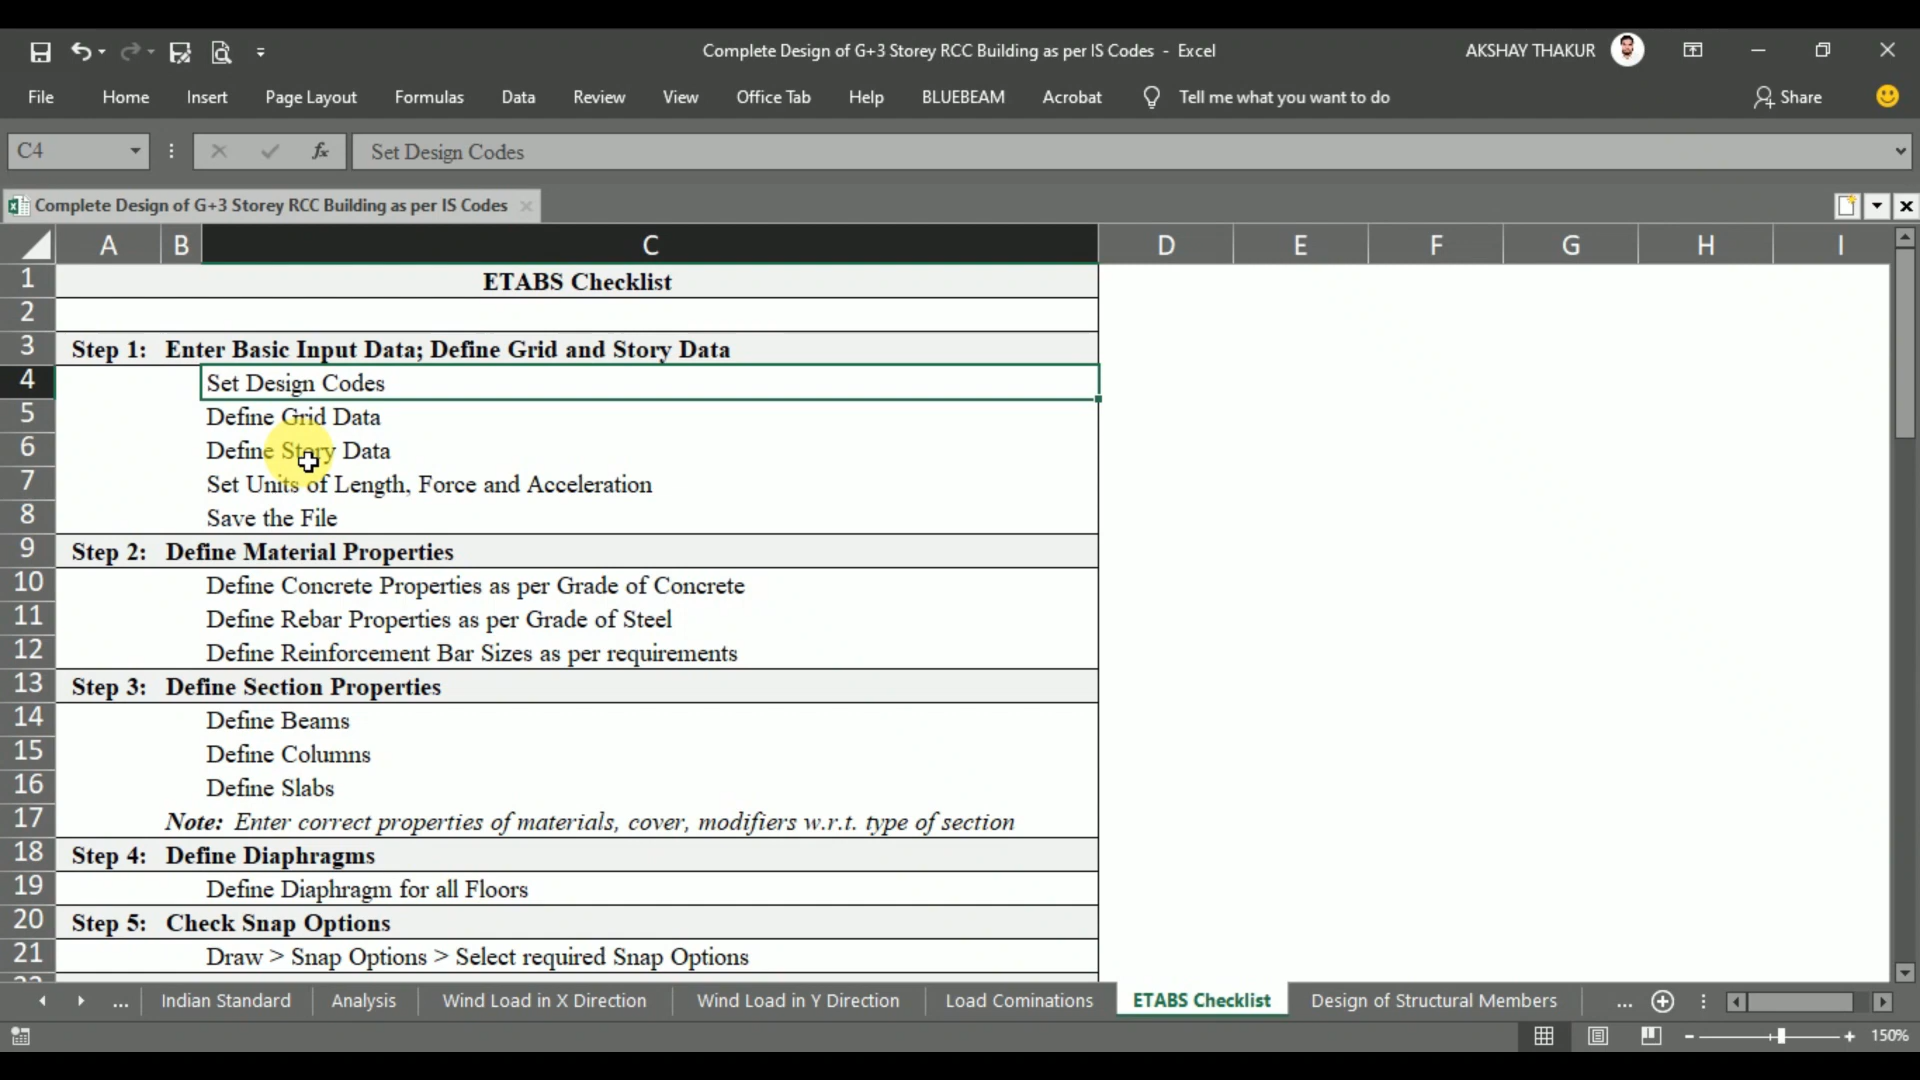 Complete Design of G+3 Storey RCC Building as per IS Codes - Excel
AKSHAY THAKUR
File Home Insert Page Layout Formulas Data Review View Office Tab Help BLUEBEAM Acrobat Tell me what you want to do Share
C4 fx Set Design Codes
Complete Design of G+3 Storey RCC Building as per IS Codes
A B C D E F G H I
1 ETABS Checklist
2
3 Step 1: Enter Basic Input Data; Define Grid and Story Data
4 Set Design Codes
5 Define Grid Data
6 Define Story Data
7 Set Units of Length, Force and Acceleration
8 Save the File
9 Step 2: Define Material Properties
10 Define Concrete Properties as per Grade of Concrete
11 Define Rebar Properties as per Grade of Steel
12 Define Reinforcement Bar Sizes as per requirements
13 Step 3: Define Section Properties
14 Define Beams
15 Define Columns
16 Define Slabs
17 Note: Enter correct properties of materials, cover, modifiers w.r.t. type of section
18 Step 4: Define Diaphragms
19 Define Diaphragm for all Floors
20 Step 5: Check Snap Options
21 Draw > Snap Options > Select required Snap Options
... Indian Standard Analysis Wind Load in X Direction Wind Load in Y Direction Load Cominations ETABS Checklist Design of Structural Members ...
150%